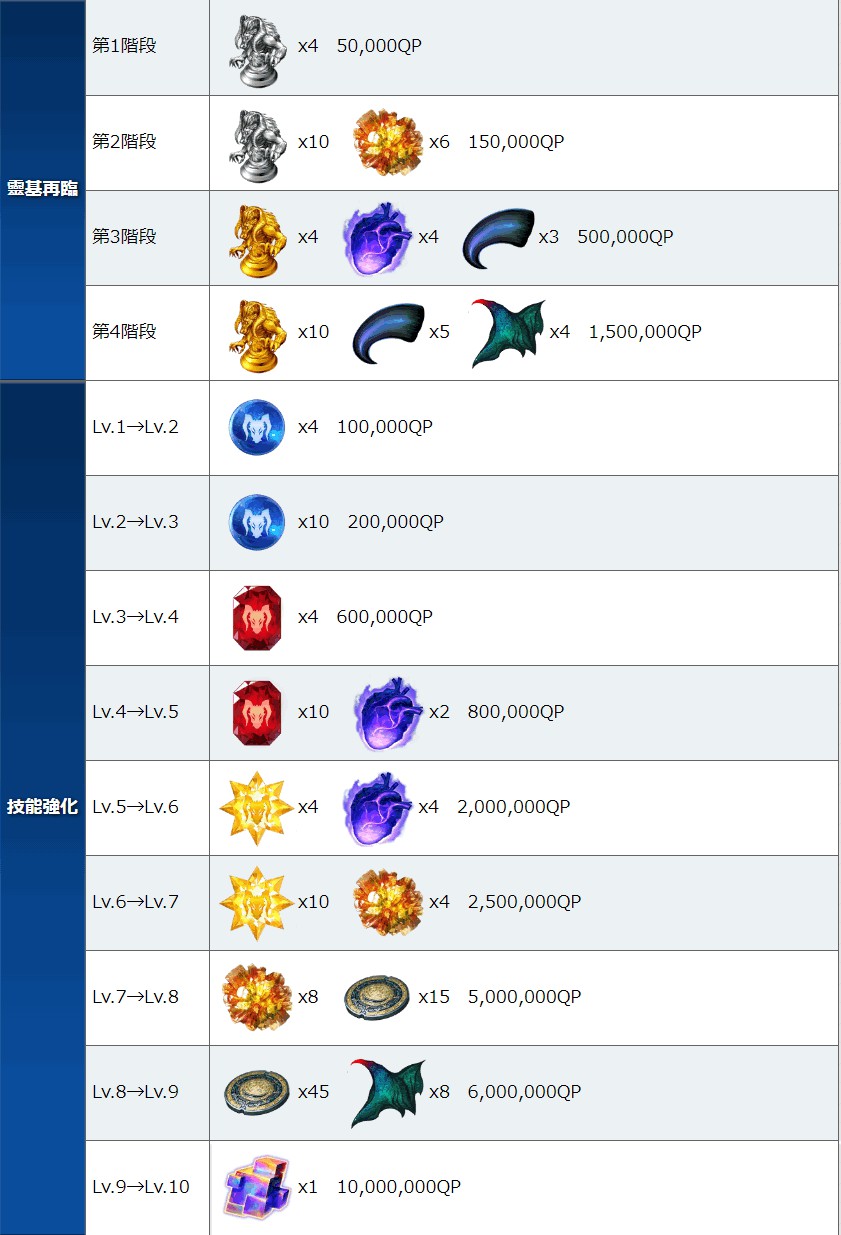 靈基再臨
第1階段 x4 50,000QP
第2階段 x10 x6 150,000QP
第3階段 x4 x4 x3 500,000QP
第4階段 x10 x5 x4 1,500,000QP
技能強化
Lv.1→Lv.2 x4 100,000QP
Lv.2→Lv.3 x10 200,000QP
Lv.3→Lv.4 x4 600,000QP
Lv.4→Lv.5 x10 x2 800,000QP
Lv.5→Lv.6 x4 x4 2,000,000QP
Lv.6→Lv.7 x10 x4 2,500,000QP
Lv.7→Lv.8 x8 x15 5,000,000QP
Lv.8→Lv.9 x45 x8 6,000,000QP
Lv.9→Lv.10 x1 10,000,000QP